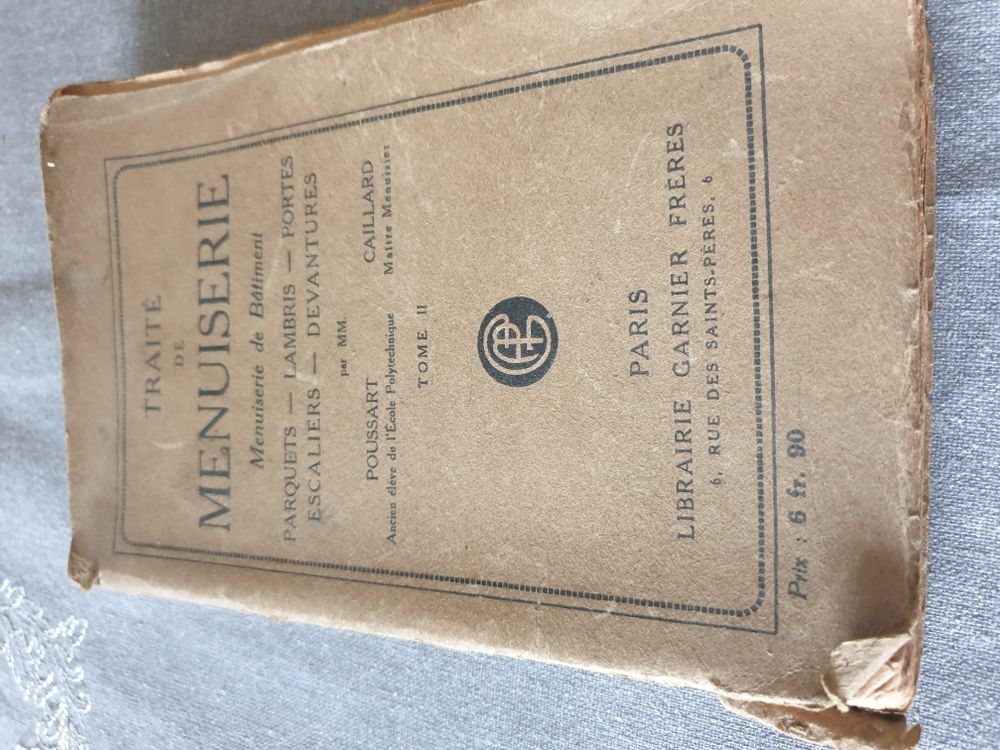 TRAITÉ
DE
MENUISERIE
Menuiserie de Bâtiment
PARQUETS — LAMBRIS — PORTES
ESCALIERS — DEVANTURES
par MM.
POUSSART CAILLARD
Ancien élève de l'École Polytechnique Maître Menuisier
TOME II
PARIS
LIBRAIRIE GARNIER FRÈRES
6, RUE DES SAINTS-PÈRES, 6
Prix : 6 fr. 90